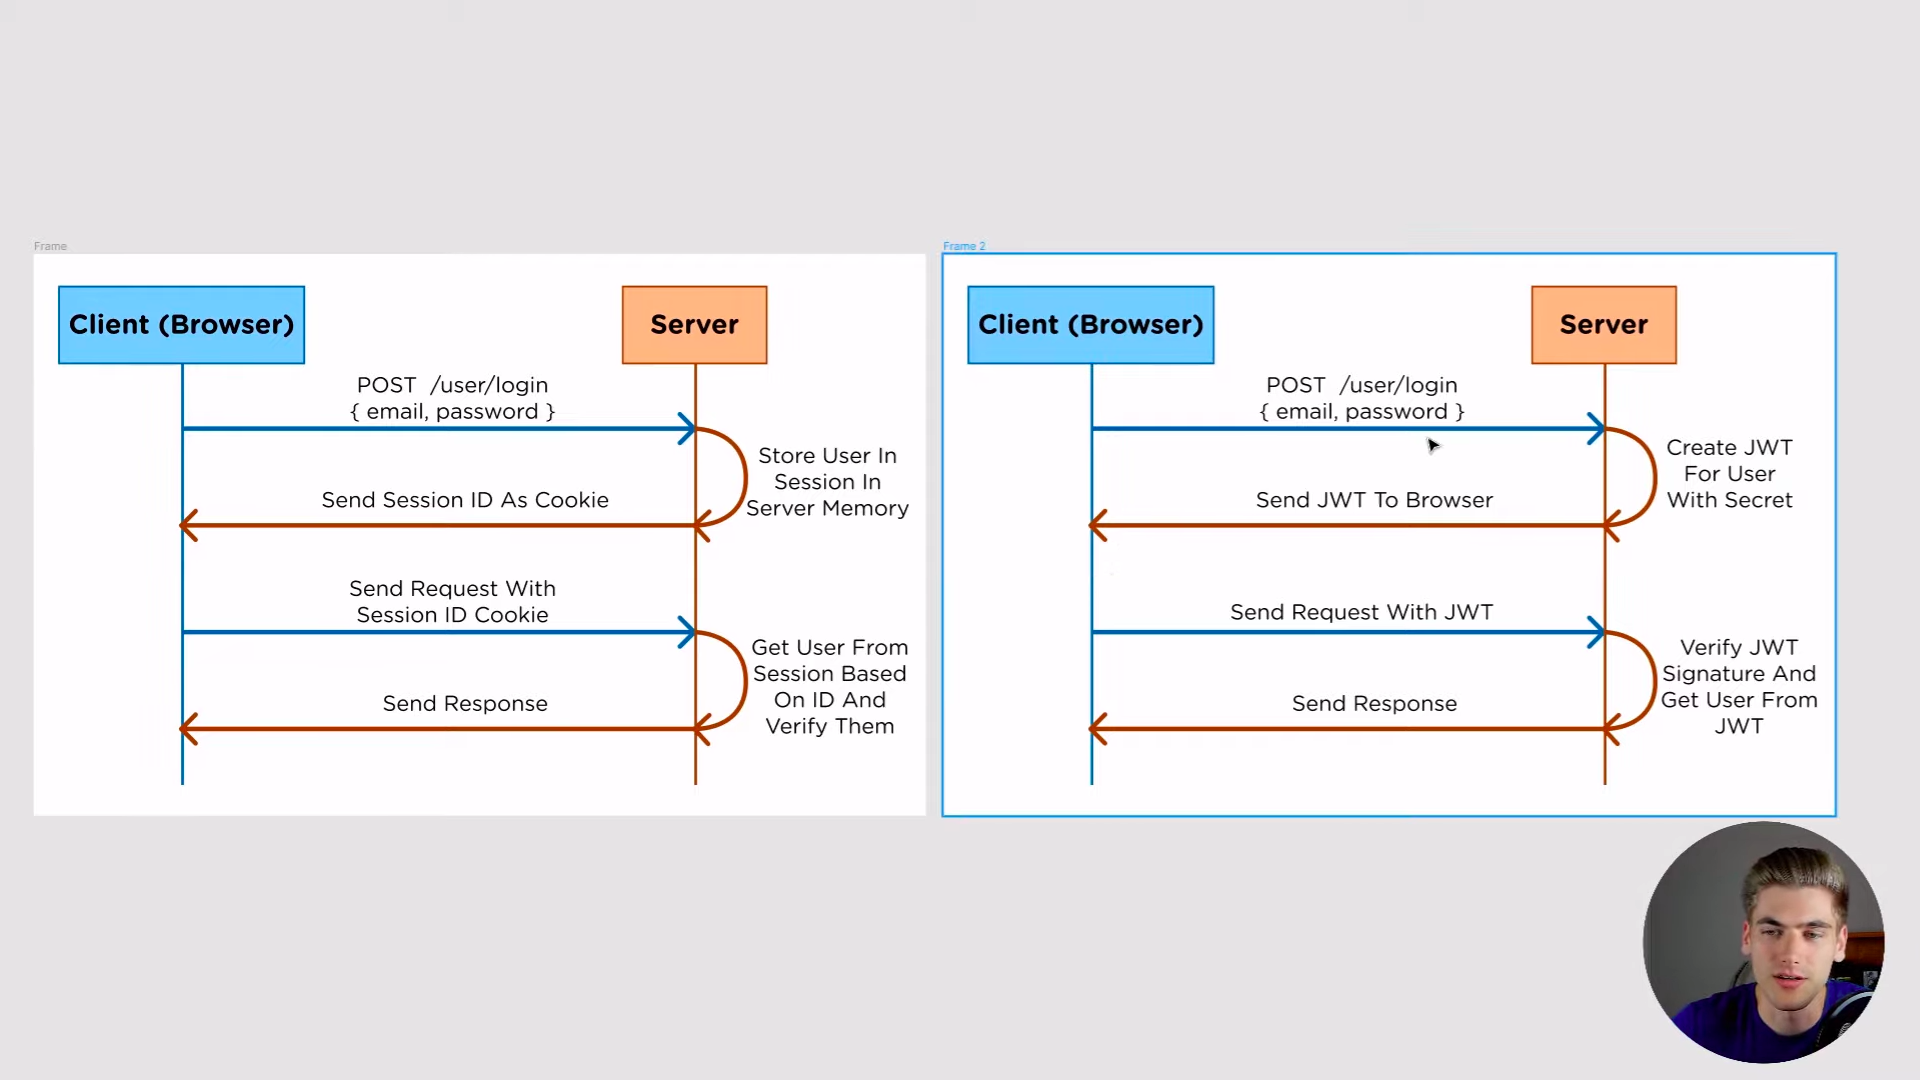 Frame
Client (Browser)
Server
POST /user/login
{ email, password }
Store User In
Session In
Server Memory
Send Session ID As Cookie
Send Request With
Session ID Cookie
Get User From
Session Based
On ID And
Verify Them
Send Response
Frame 2
Client (Browser)
Server
POST /user/login
{ email, password }
Create JWT
For User
With Secret
Send JWT To Browser
Send Request With JWT
Verify JWT
Signature And
Get User From
JWT
Send Response